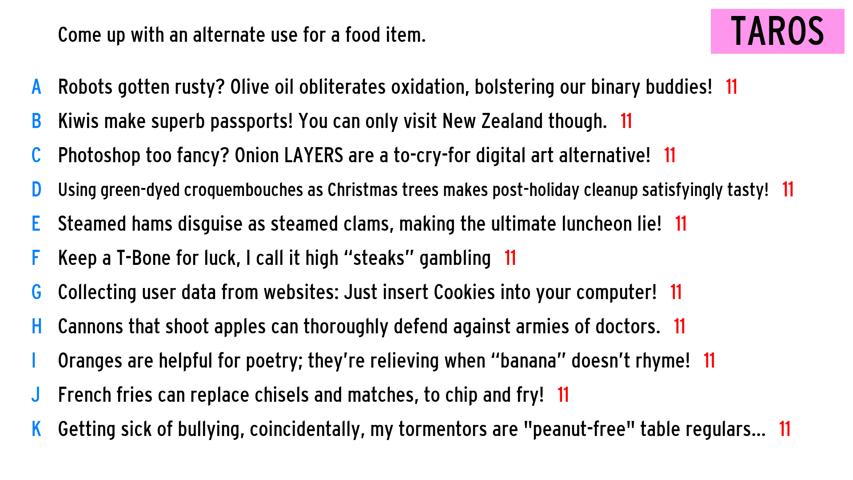 Come up with an alternate use for a food item.
TAROS
A Robots gotten rusty? Olive oil obliterates oxidation, bolstering our binary buddies! 11
B Kiwis make superb passports! You can only visit New Zealand though. 11
C Photoshop too fancy? Onion LAYERS are a to-cry-for digital art alternative! 11
D Using green-dyed croquembouches as Christmas trees makes post-holiday cleanup satisfyingly tasty! 11
E Steamed hams disguise as steamed clams, making the ultimate luncheon lie! 11
F Keep a T-Bone for luck, I call it high “steaks” gambling 11
G Collecting user data from websites: Just insert Cookies into your computer! 11
H Cannons that shoot apples can thoroughly defend against armies of doctors. 11
I Oranges are helpful for poetry; they’re relieving when “banana” doesn’t rhyme! 11
J French fries can replace chisels and matches, to chip and fry! 11
K Getting sick of bullying, coincidentally, my tormentors are "peanut-free" table regulars... 11